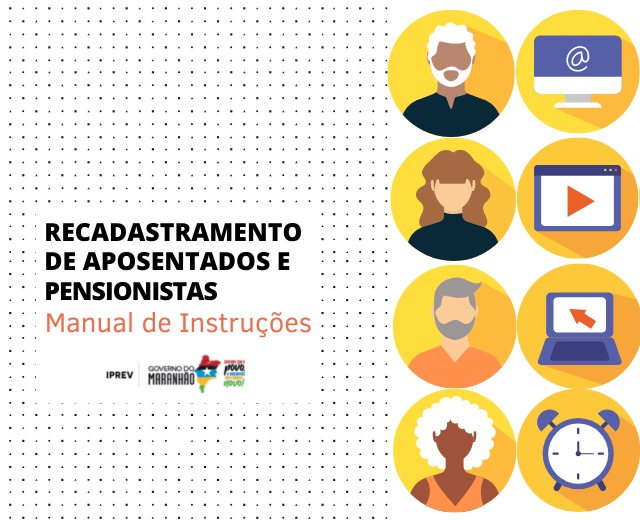 RECADASTRAMENTO
DE APOSENTADOS E
PENSIONISTAS
Manual de Instruções
IPREV
GOVERNO DO
MARANHÃO
@